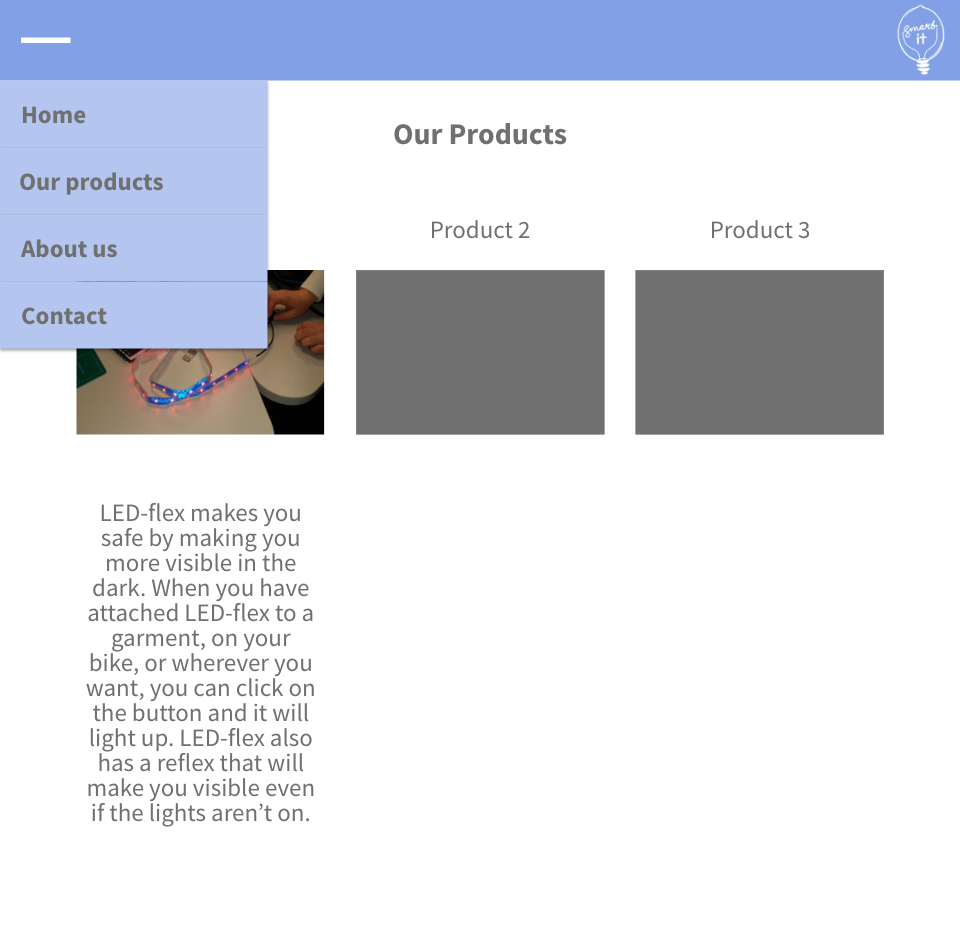 smart
it
Home
Our products
About us
Contact
Our Products
Product 2
Product 3
LED-flex makes you
safe by making you
more visible in the
dark. When you have
attached LED-flex to a
garment, on your
bike, or wherever you
want, you can click on
the button and it will
light up. LED-flex also
has a reflex that will
make you visible even
if the lights aren’t on.